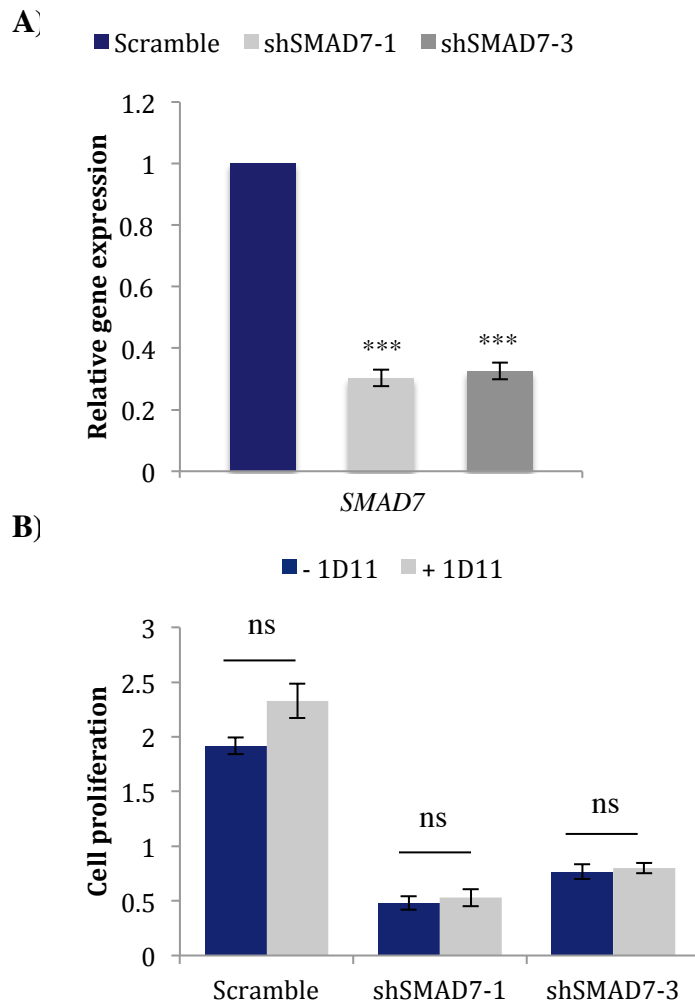 A)
Scramble shSMAD7-1 shSMAD7-3
Relative gene expression
1.2
1
0.8
0.6
0.4
0.2
0
***
***
SMAD7
B)
- 1D11 + 1D11
Cell proliferation
3
2.5
2
1.5
1
0.5
0
ns
ns
ns
Scramble shSMAD7-1 shSMAD7-3